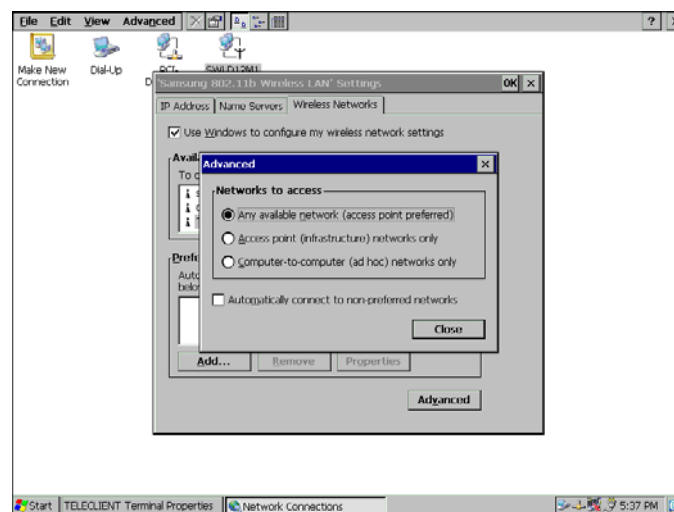 File Edit View Advanced ?
Make New Connection
Dial-Up
'Samsung 802.11b Wireless LAN' Settings OK
IP Address Name Servers Wireless Networks
Use Windows to configure my wireless network settings
Advanced
Networks to access
Any available network (access point preferred)
Access point (infrastructure) networks only
Computer-to-computer (ad hoc) networks only
Automatically connect to non-preferred networks
Close
Add... Remove Properties
Advanced
Start TELECLIENT Terminal Properties Network Connections 5:37 PM